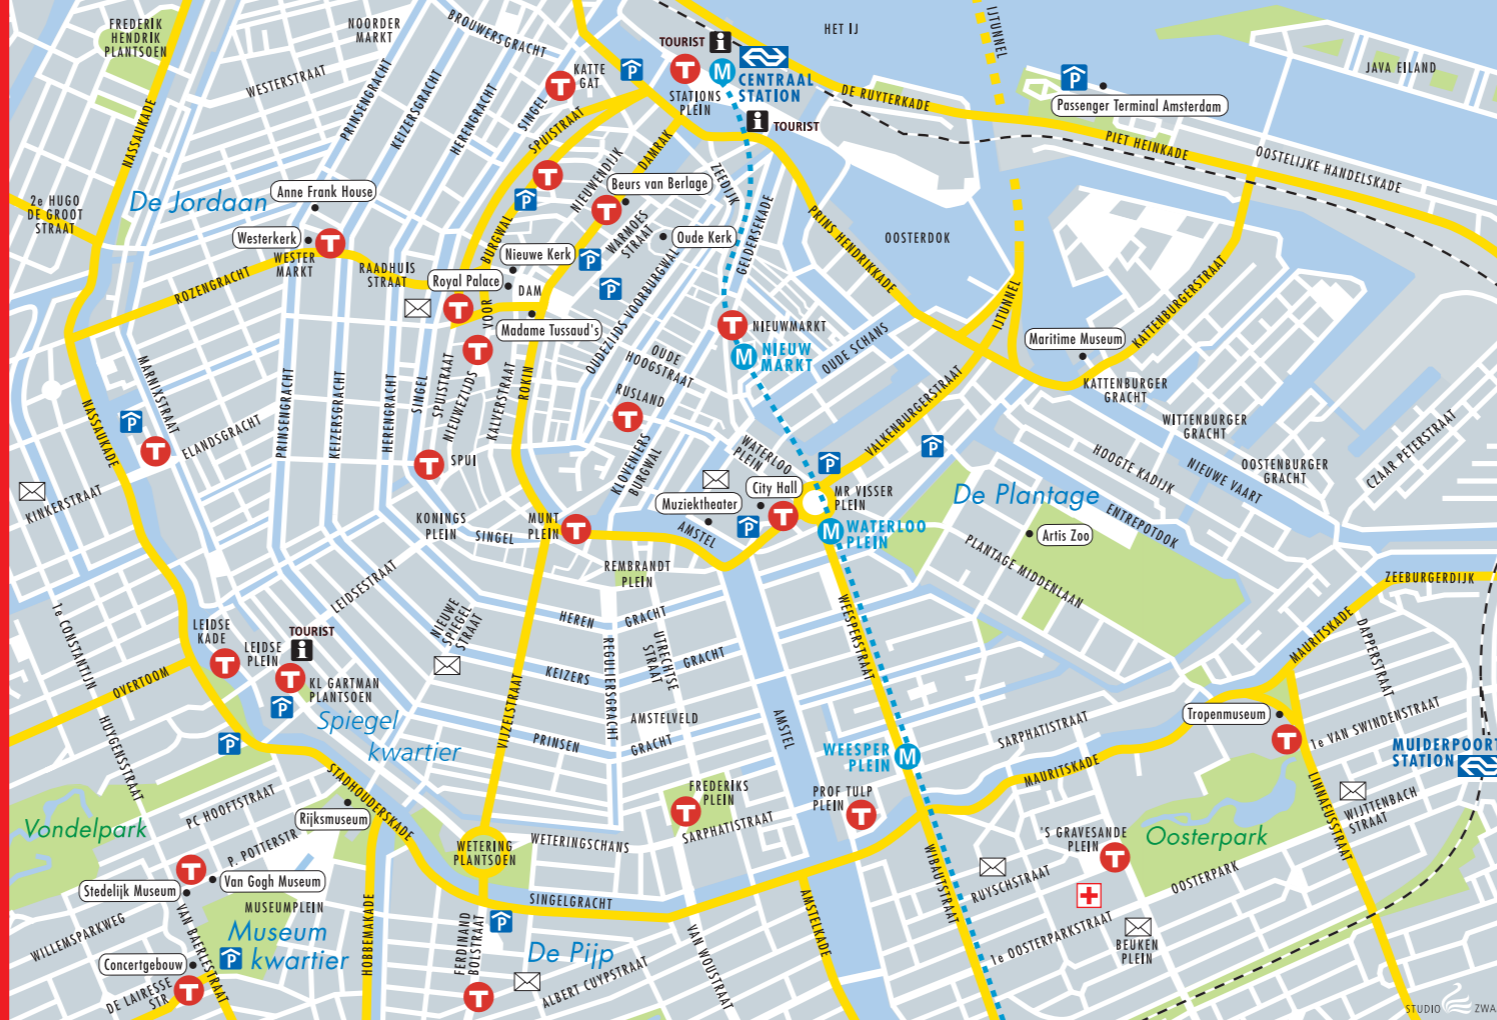 FREDERIK
HENDRIK
PLANTSOEN
NOORDER
MARKT
BROUWERSGRACHT
WESTERSTRAAT
PRINSENGRACHT
KEIZERSGRACHT
HERENGRACHT
SINGEL
T
KATTE
GAT
P
TOURIST
i
T
M
CENTRAAL
STATION
STATIONS
PLEIN
i
TOURIST
HET IJ
IJTUNNEL
DE RUYTERKADE
P
Passenger Terminal Amsterdam
JAVA EILAND
PIET HEINKADE
OOSTELIJKE HANDELSKADE
NASSAUKADE
2e HUGO
DE GROOT
STRAAT
De Jordaan
Anne Frank House
Westerkerk
T
WESTER
MARKT
RAADHUIS
STRAAT
ROZENGRACHT
SPUISTRAAT
T
P
NIEUWENDIJK
DAMRAK
Beurs van Berlage
T
WARMOES
STRAAT
ZEEDIJK
GELDERSEKADE
Oude Kerk
BURGWAL
Nieuwe Kerk
P
P
Royal Palace
DAM
T
VOOR
Madame Tussaud's
OUDEZIJDS VOORBURGWAL
PRINS HENDRIKKADE
OOSTERDOK
IJTUNNEL
KATTENBURGERSTRAAT
Maritime Museum
KATTENBURGER
GRACHT
WITTENBURGER
GRACHT
OOSTENBURGER
GRACHT
CZAAR PETERSTRAAT
T
NIEUWMARKT
M
NIEUW
MARKT
OUDE SCHANS
OUDE
HOOGSTRAAT
RUSLAND
T
KLOVENIERS
BURGWAL
T
SPUISTRAAT
NIEUWEZIJDS
KALVERSTRAAT
ROKIN
SINGEL
HERENGRACHT
KEIZERSGRACHT
PRINSENGRACHT
MARNIXSTRAAT
NASSAUKADE
P
T
ELANDSGRACHT
KINKERSTRAAT
T
SPUI
VALKENBURGERSTRAAT
P
P
WATERLOO
PLEIN
City Hall
Muziektheater
P
T
MR VISSER
PLEIN
M
WATERLOO
PLEIN
HOOGTE KADIJK
NIEUWE VAART
De Plantage
ENTREPOTDOK
Artis Zoo
PLANTAGE MIDDENLAAN
ZEEBURGERDIJK
KONINGS
PLEIN
SINGEL
MUNT
PLEIN
T
AMSTEL
REMBRANDT
PLEIN
LEIDSESTRAAT
NIEUWE
SPIEGEL
STRAAT
HEREN
GRACHT
UTRECHTSE
STRAAT
REGULIERSGRACHT
KEIZERS
GRACHT
AMSTELVELD
PRINSEN
GRACHT
VIJZELSTRAAT
AMSTEL
WEESPERSTRAAT
1e CONSTANTIJN
HUYGENSSTRAAT
LEIDSE
KADE
T
LEIDSE
PLEIN
TOURIST
i
T
KL GARTMAN
PLANTSOEN
P
P
OVERTOOM
Spiegel
kwartier
WEESPER
PLEIN
M
SARPHATISTRAAT
MAURITSKADE
MAURITSKADE
DAPPERSTRAAT
Tropenmuseum
T
1e VAN SWINDENSTRAAT
MUIDERPOORT
STATION
LINNAEUSSTRAAT
WIJTTENBACH
STRAAT
STADHOUDERSKADE
PC HOOFTSTRAAT
Rijksmuseum
Vondelpark
P. POTTERSTR
T
Van Gogh Museum
Stedelijk Museum
MUSEUMPLEIN
VAN BAERLESTRAAT
WILLEMSPARKWEG
Museum
kwartier
P
Concertgebouw
T
DE LAIRESSE
STR
HOBBEMAKADE
WETERING
PLANTSOEN
WETERINGSCHANS
FREDERIKS
PLEIN
T
SARPHATISTRAAT
PROF TULP
PLEIN
T
SINGELGRACHT
P
FERDINAND
BOLSTRAAT
T
De Pijp
ALBERT CUYPSTRAAT
VAN WOUSTRAAT
AMSTELKADE
WIBAUTSTRAAT
'S GRAVESANDE
PLEIN
T
Oosterpark
OOSTERPARK
RUYSCHSTRAAT
1e OOSTERPARKSTRAAT
BEUKEN
PLEIN
STUDIO
ZWA